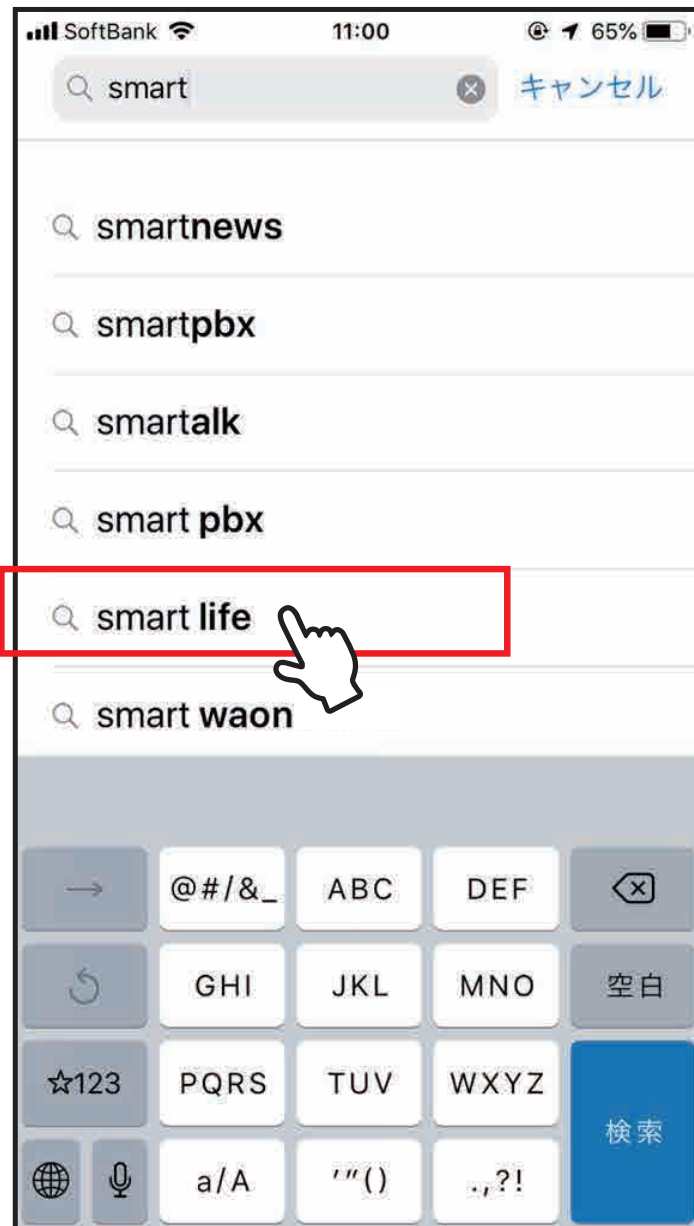 SoftBank 11:00 65%
smart キャンセル
smartnews
smartpbx
smartalk
smart pbx
smart life
smart waon
→ @#/&_ ABC DEF
GHI JKL MNO 空白
☆123 PQRS TUV WXYZ
検索
a/A '"() .,?!